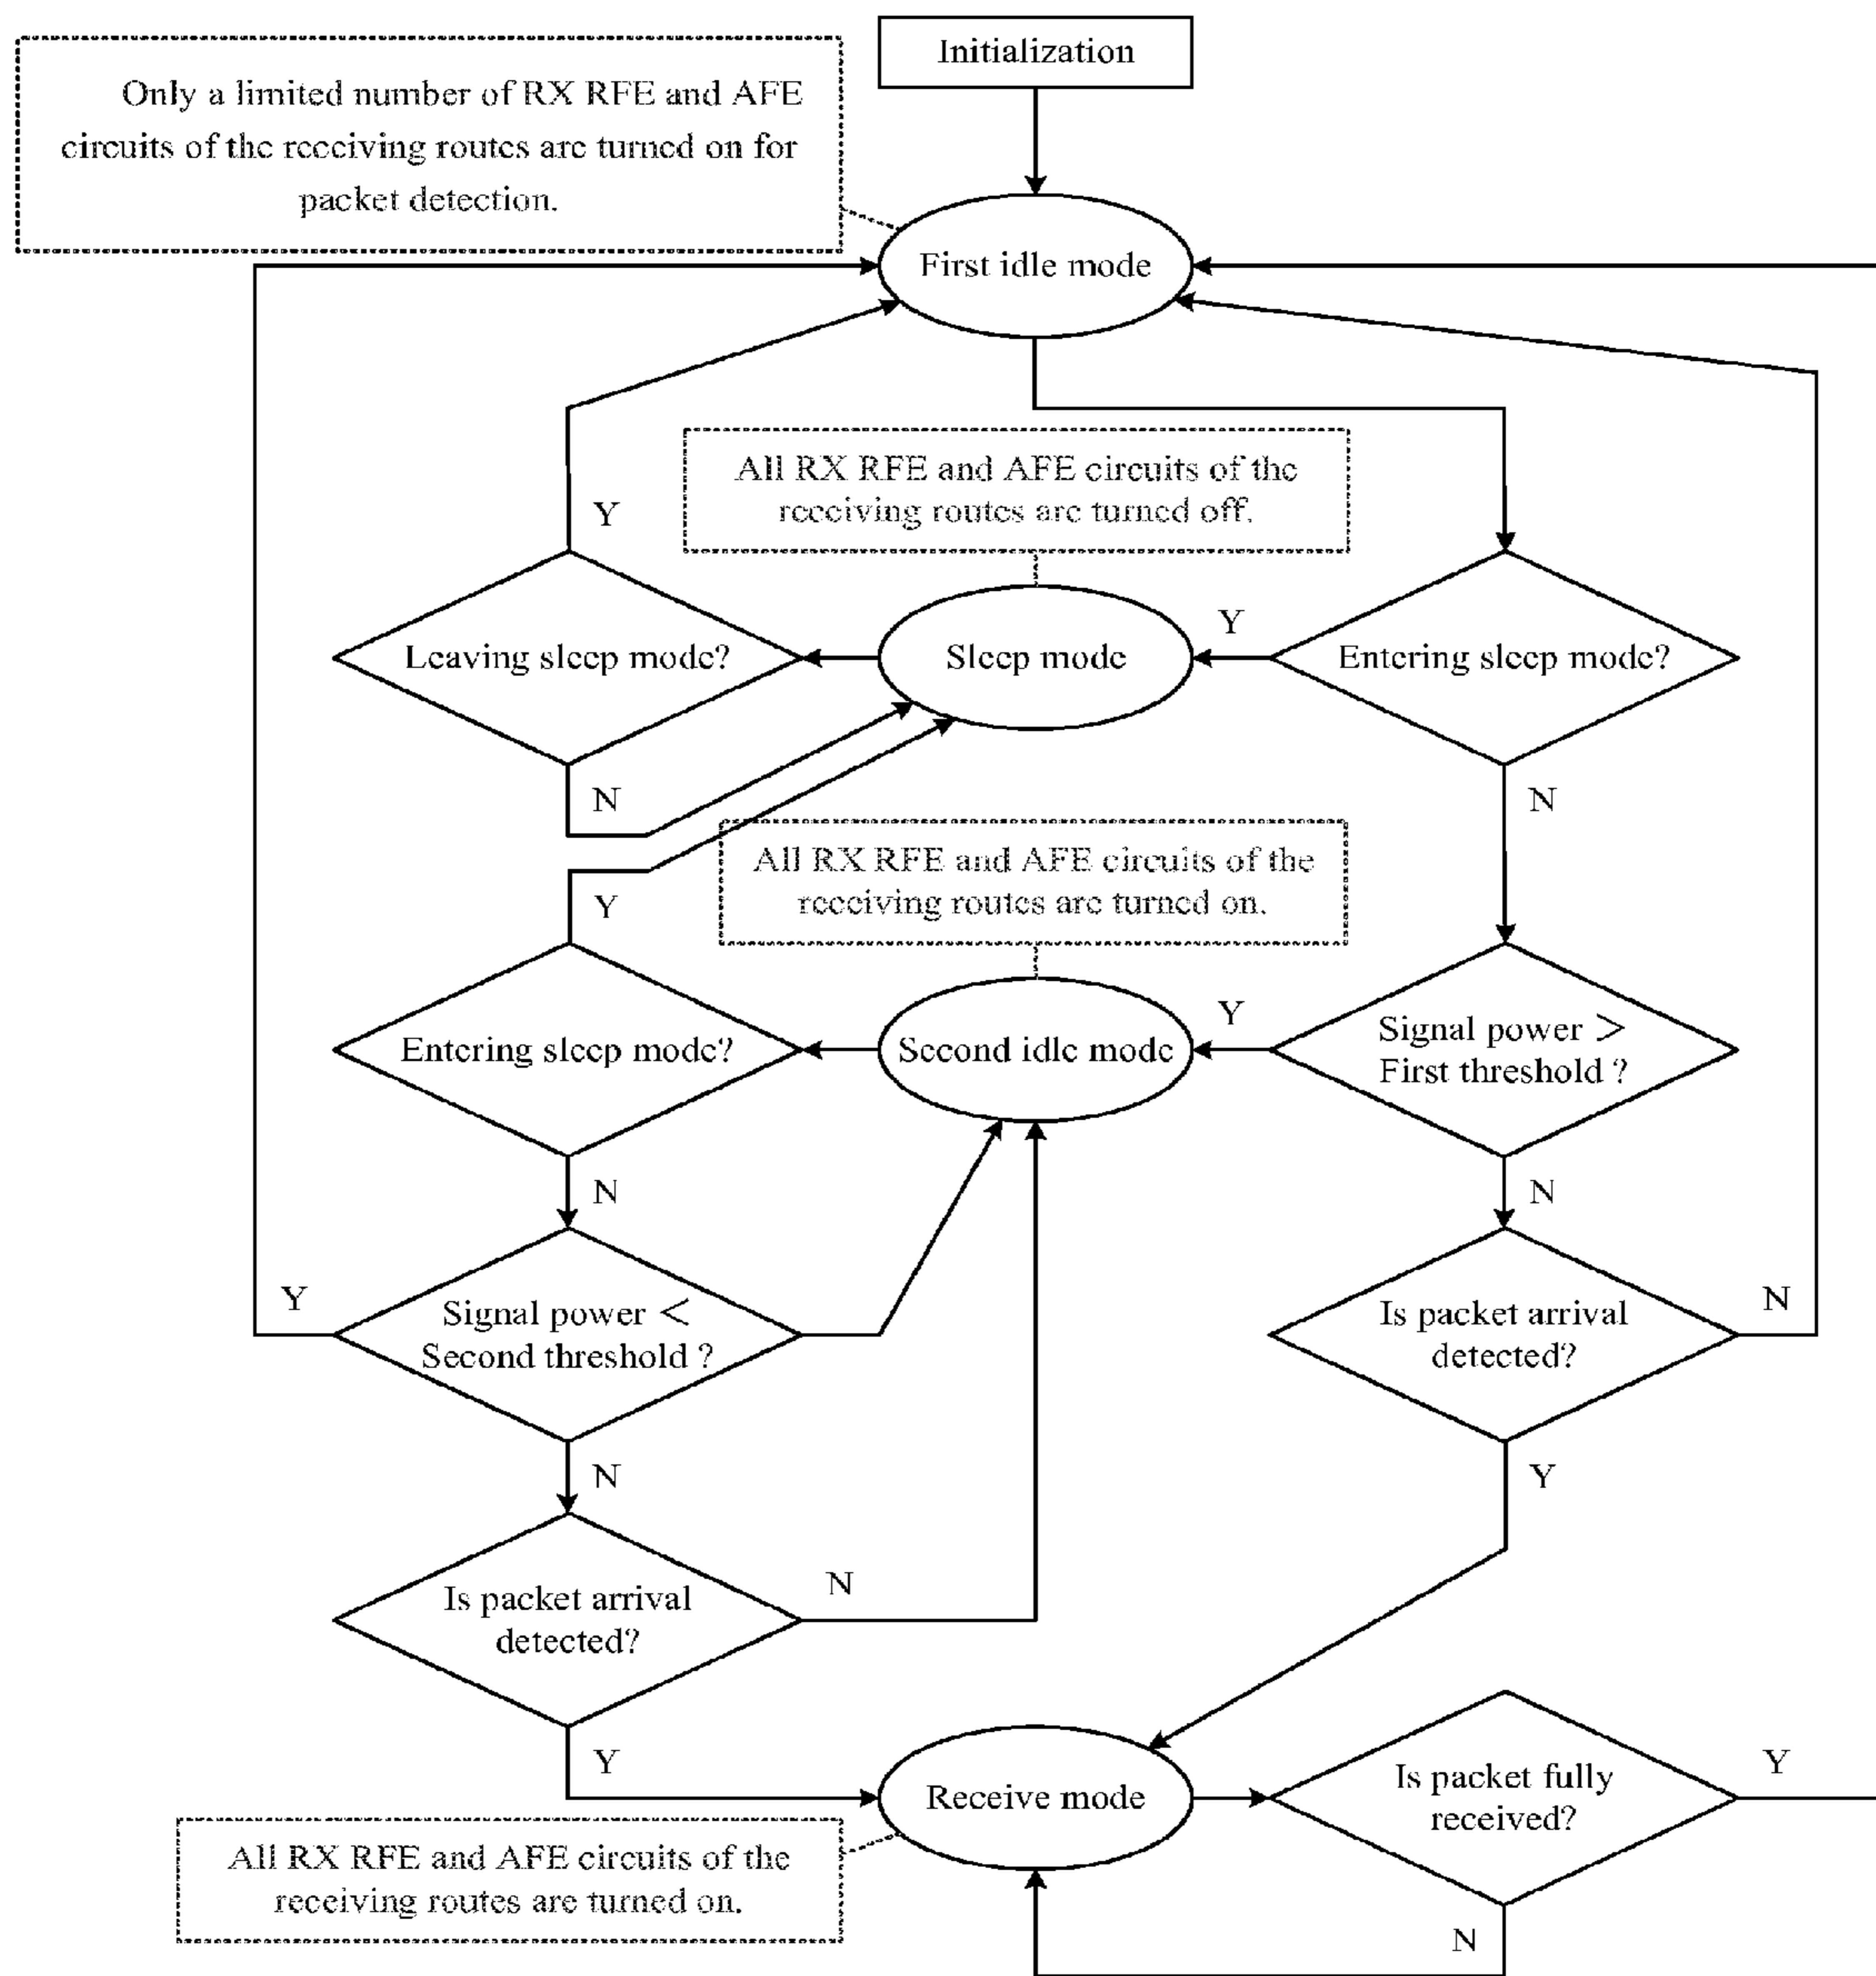 Initialization
Only a limited number of RX RFE and AFE
circuits of the receiving routes are turned on for
packet detection.
First idle mode
All RX RFE and AFE circuits of the
receiving routes are turned off.
Y
Y
Leaving sleep mode?
Sleep mode
Entering sleep mode?
N
N
All RX RFE and AFE circuits of the
receiving routes are turned on.
Y
Y
Entering sleep mode?
Second idle mode
Signal power >
First threshold ?
N
N
Y
Signal power <
Second threshold ?
Is packet arrival
detected?
N
N
Y
Is packet arrival
detected?
N
Y
Receive mode
Is packet fully
received?
Y
All RX RFE and AFE circuits of the
receiving routes are turned on.
N